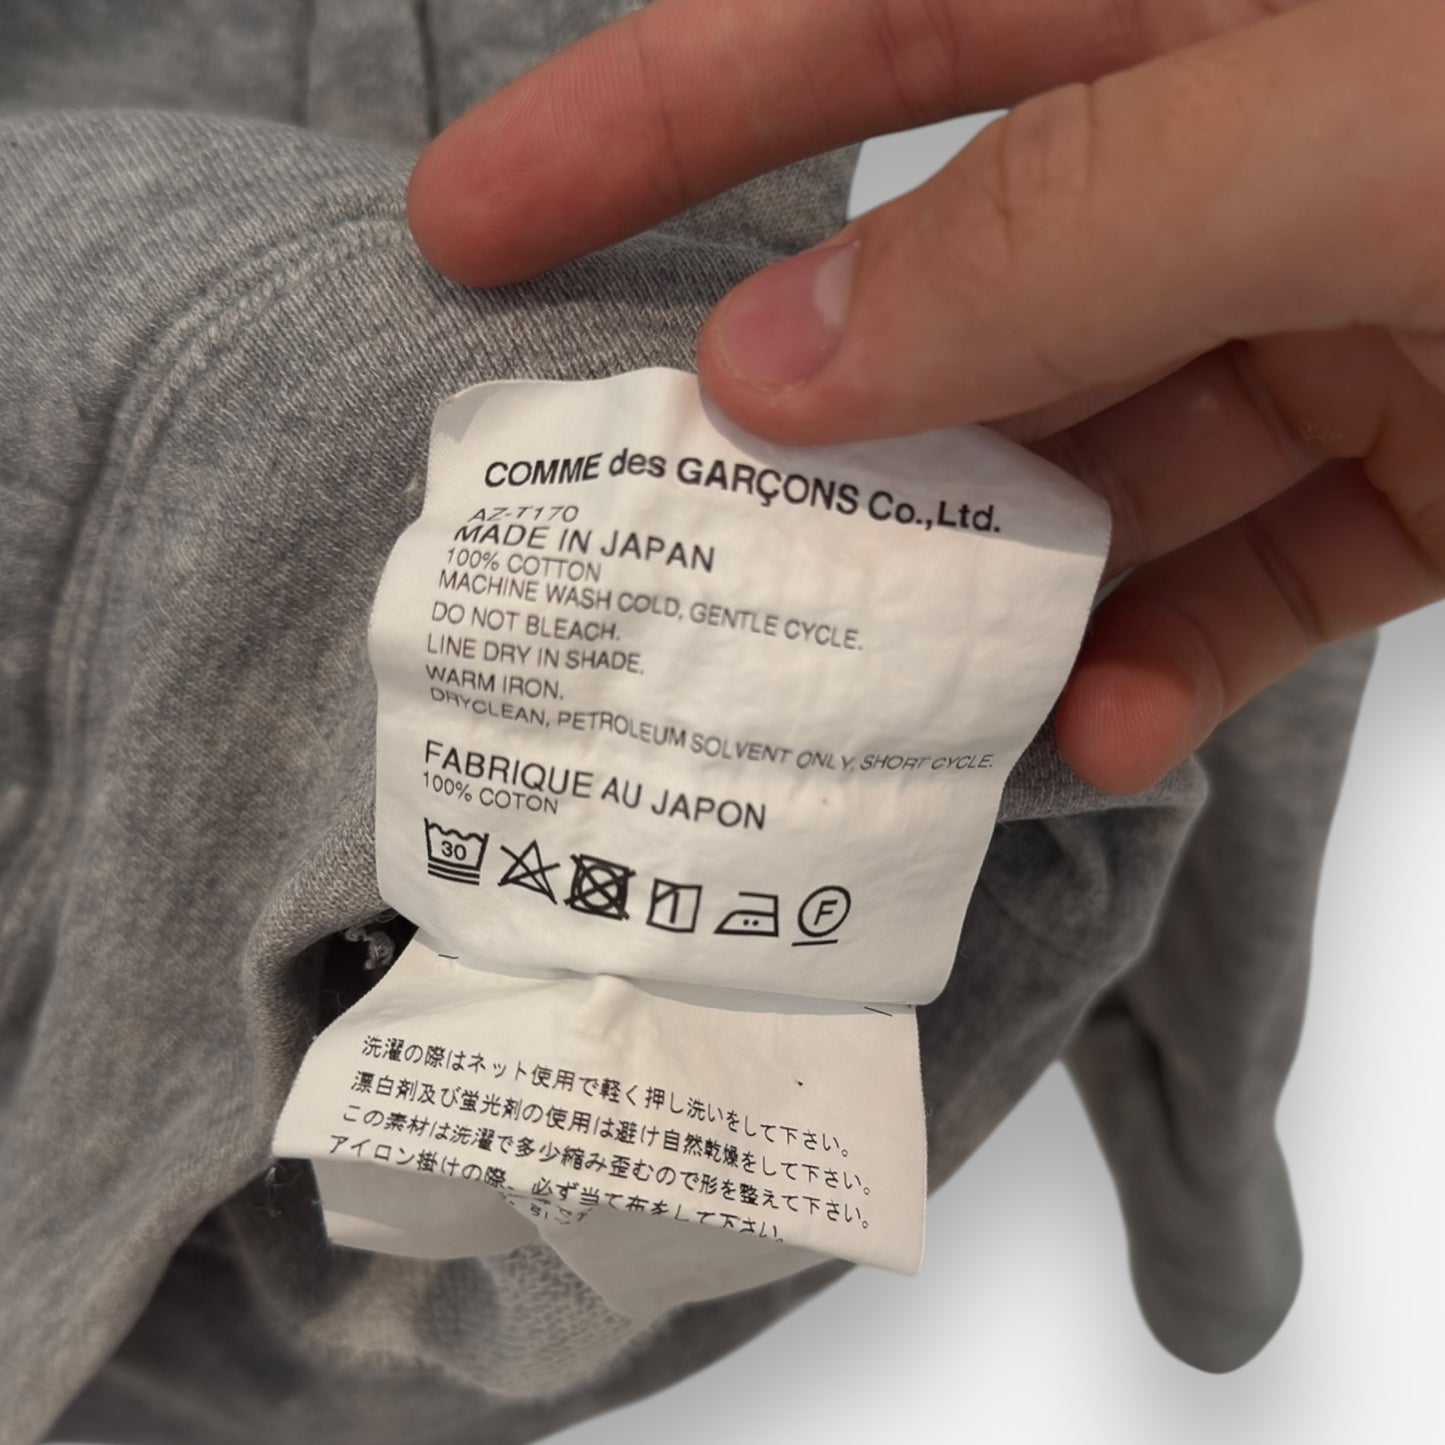 COMME des GARÇONS Co.,Ltd.
AZ-T170
MADE IN JAPAN
100% COTTON
MACHINE WASH COLD, GENTLE CYCLE.
DO NOT BLEACH.
LINE DRY IN SHADE.
WARM IRON.
DRYCLEAN, PETROLEUM SOLVENT ONLY, SHORT CYCLE.
FABRIQUE AU JAPON
100% COTON
30
F
洗濯の際はネット使用で軽く押し洗いをして下さい。
漂白剤及び蛍光剤の使用は避け自然乾燥をして下さい。
この素材は洗濯で多少縮み歪むので形を整えて下さい。
アイロン掛けの際、必ず当て布をして下さい。